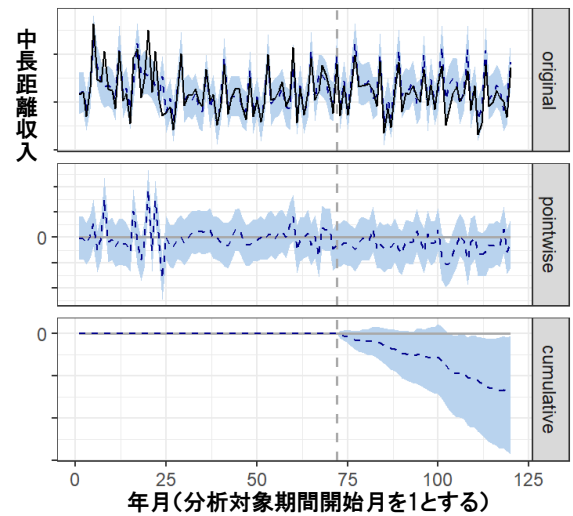 中長距離収入
original
0
pointwise
0
cumulative
0 25 50 75 100 125
年月(分析対象期間開始月を1とする)